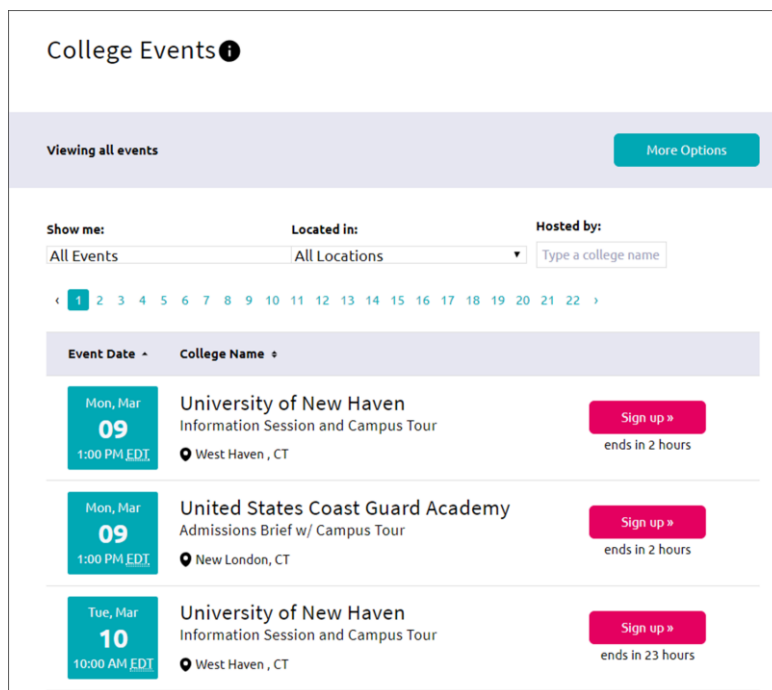 College Events
Viewing all events
More Options
Show me:
Located in:
Hosted by:
All Events
All Locations
Type a college name
‹ 1 2 3 4 5 6 7 8 9 10 11 12 13 14 15 16 17 18 19 20 21 22 ›
Event Date
College Name
Mon, Mar
09
1:00 PM EDT
University of New Haven
Information Session and Campus Tour
West Haven , CT
Sign up »
ends in 2 hours
Mon, Mar
09
1:00 PM EDT
United States Coast Guard Academy
Admissions Brief w/ Campus Tour
New London, CT
Sign up »
ends in 2 hours
Tue, Mar
10
10:00 AM EDT
University of New Haven
Information Session and Campus Tour
West Haven , CT
Sign up »
ends in 23 hours